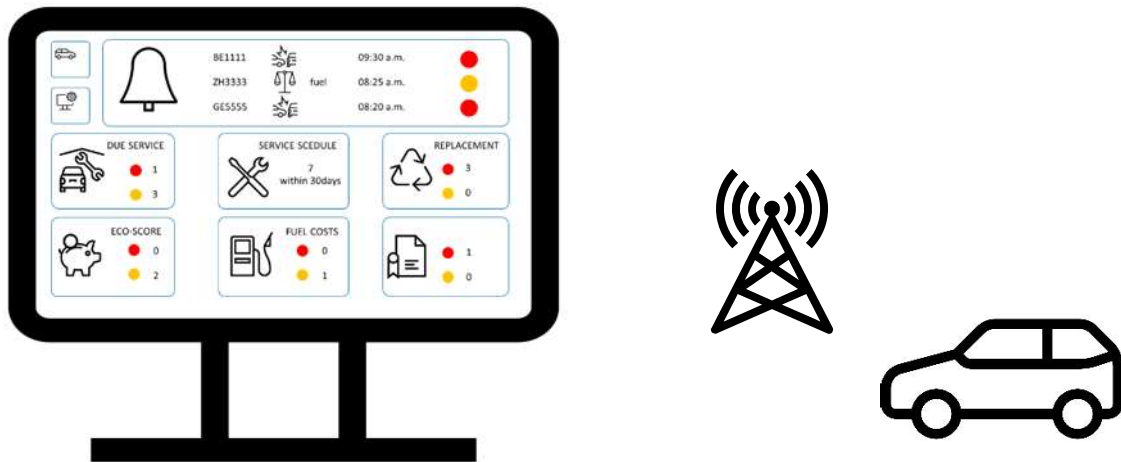 BE1111 09:30 a.m.
ZH3333 fuel 08:25 a.m.
GE5555 08:20 a.m.
DUE SERVICE
1
3
SERVICE SCEDULE
7
within 30days
REPLACEMENT
3
0
ECO-SCORE
0
2
FUEL COSTS
0
1
1
0